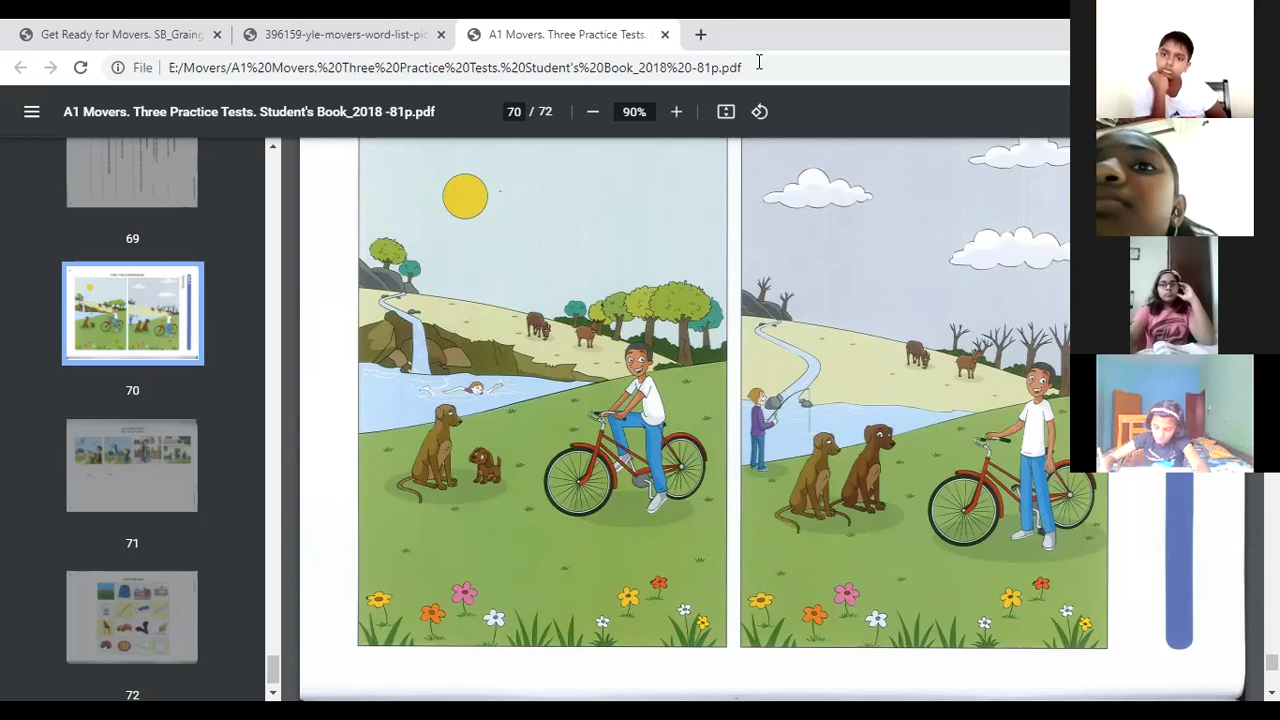 Get Ready for Movers. SB_Graing
396159-yle-movers-word-list-pic
A1 Movers. Three Practice Tests.
File
E:/Movers/A1%20Movers.%20Three%20Practice%20Tests.%20Student's%20Book_2018%20-81p.pdf
A1 Movers. Three Practice Tests. Student's Book_2018 -81p.pdf
70 / 72
90%
69
70
71
72